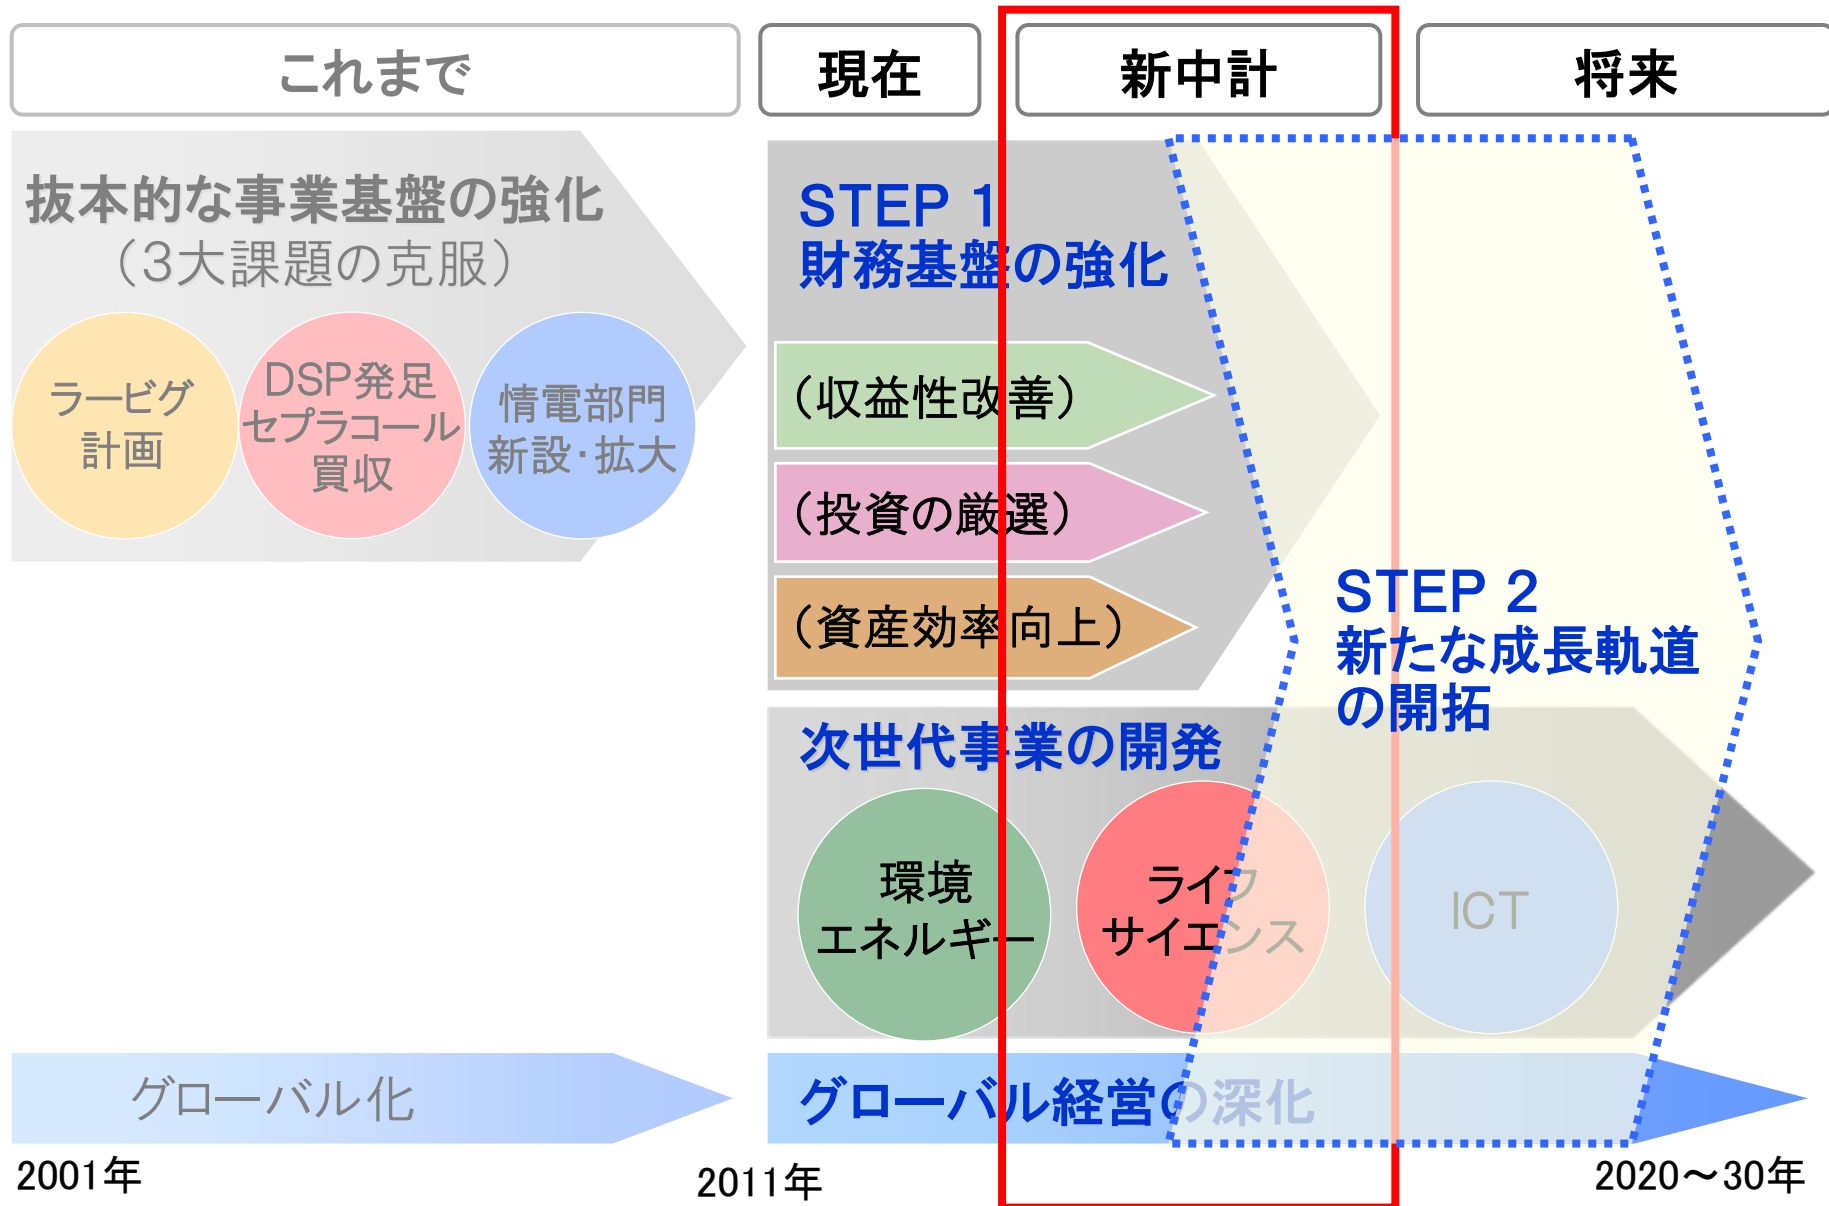 これまで
現在
新中計
将来
抜本的な事業基盤の強化
（3大課題の克服）
ラービグ
計画
DSP発足
セプラコール
買収
情電部門
新設・拡大
STEP 1
財務基盤の強化
（収益性改善）
（投資の厳選）
（資産効率向上）
STEP 2
新たな成長軌道
の開拓
次世代事業の開発
環境
エネルギー
ライフ
サイエンス
ICT
グローバル化
グローバル経営の深化
2001年
2011年
2020～30年